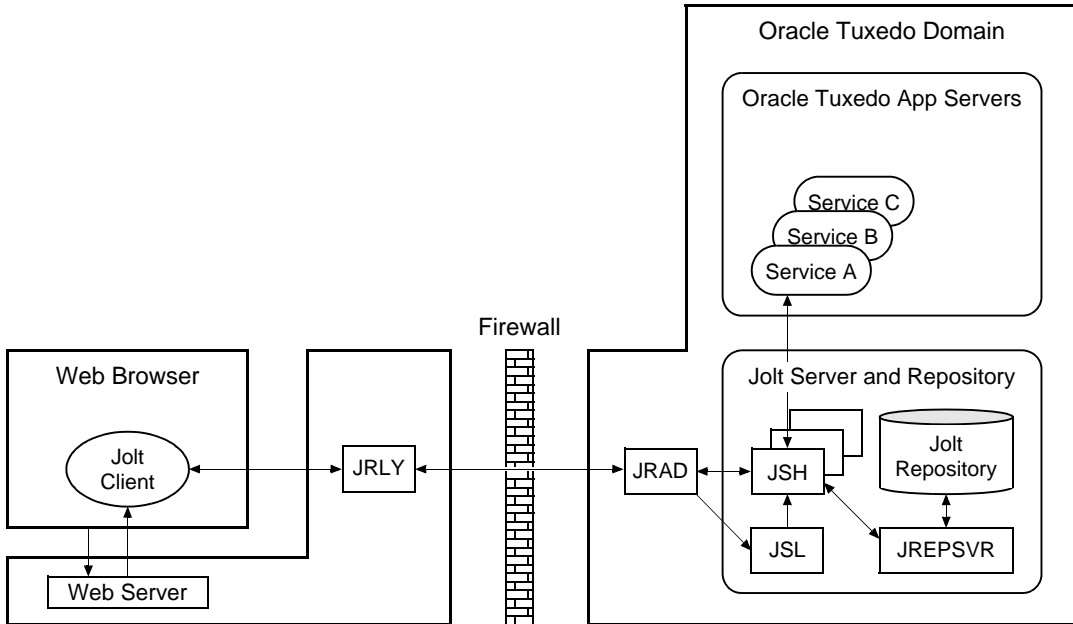 Oracle Tuxedo Domain
Oracle Tuxedo App Servers
Service C
Service B
Service A
Firewall
Web Browser
Jolt Server and Repository
Jolt
Client
JRLY
JRAD
JSH
Jolt
Repository
JSL
JREPSVR
Web Server